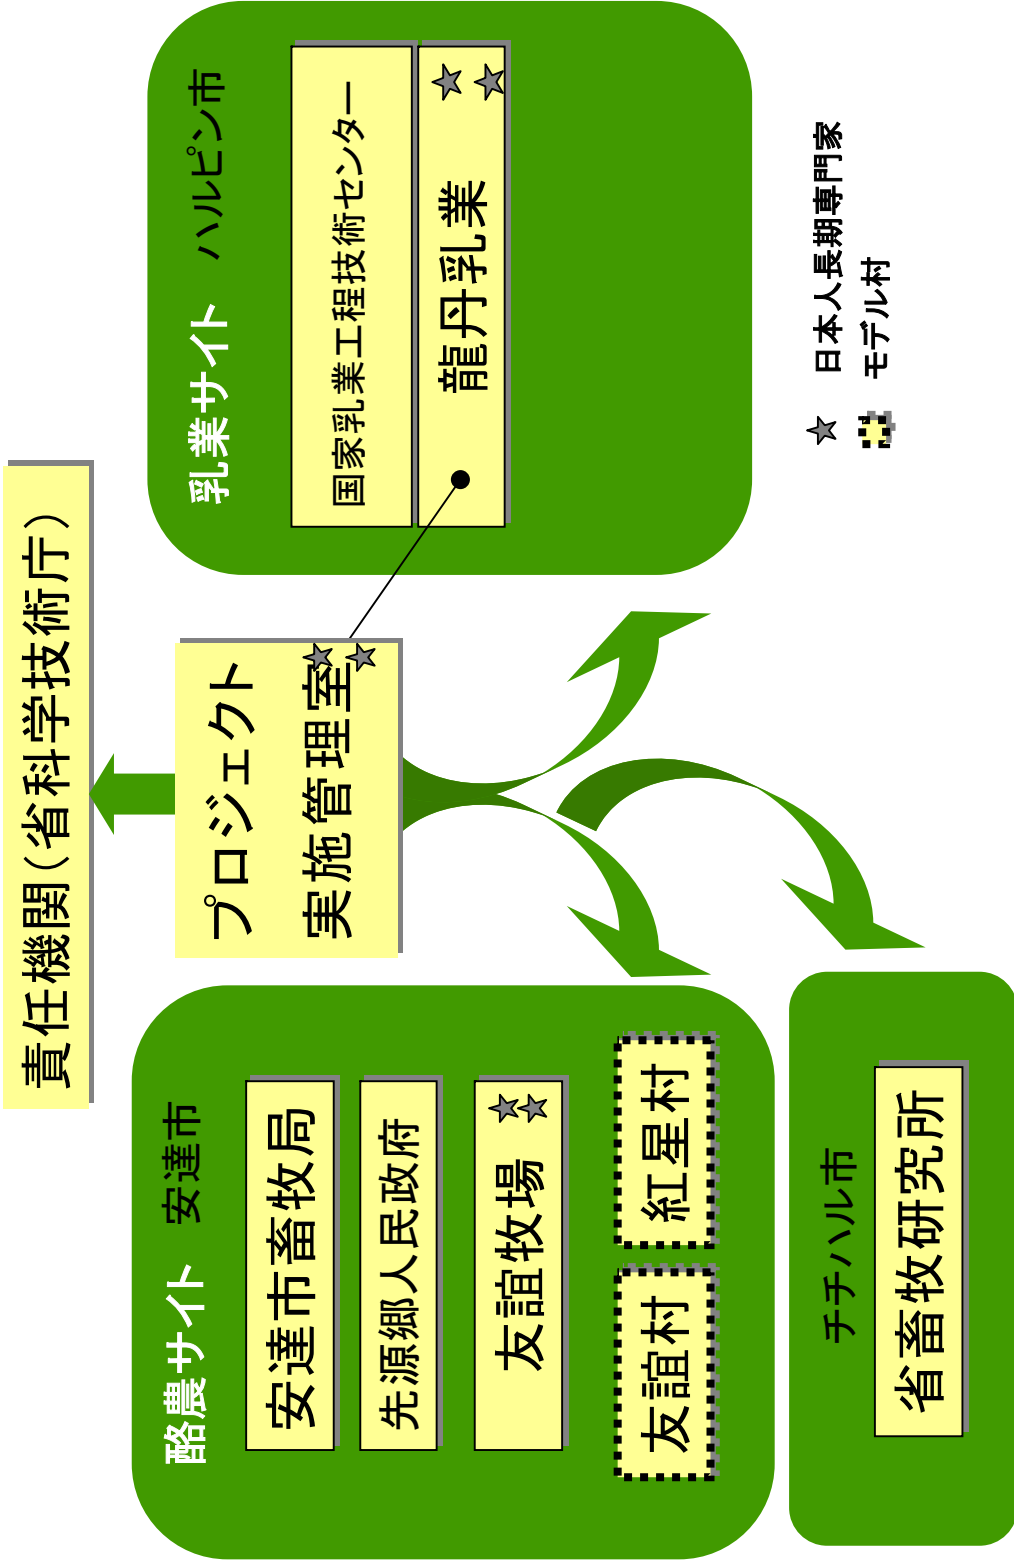 責任機関（省科学技術庁）
プロジェクト
実施管理室
酪農サイト　安達市
安達市畜牧局
先源郷人民政府
友誼牧場
友誼村
紅星村
乳業サイト　ハルピン市
国家乳業工程技術センター
龍丹乳業
チチハル市
省畜牧研究所
日本人長期専門家
モデル村